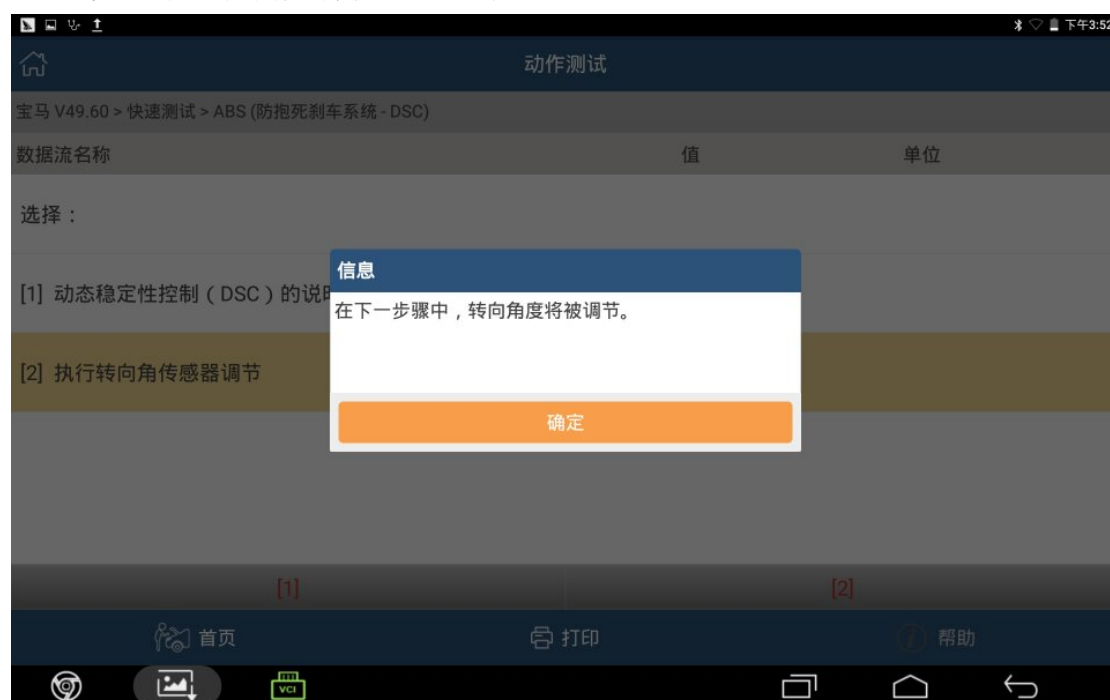 下午3:52
动作测试
宝马 V49.60 > 快速测试 > ABS (防抱死刹车系统 - DSC)
数据流名称 值 单位
选择：
信息
[1] 动态稳定性控制（DSC）的说
在下一步骤中，转向角度将被调节。
[2] 执行转向角传感器调节
确定
[1] [2]
首页 打印 帮助
VCI